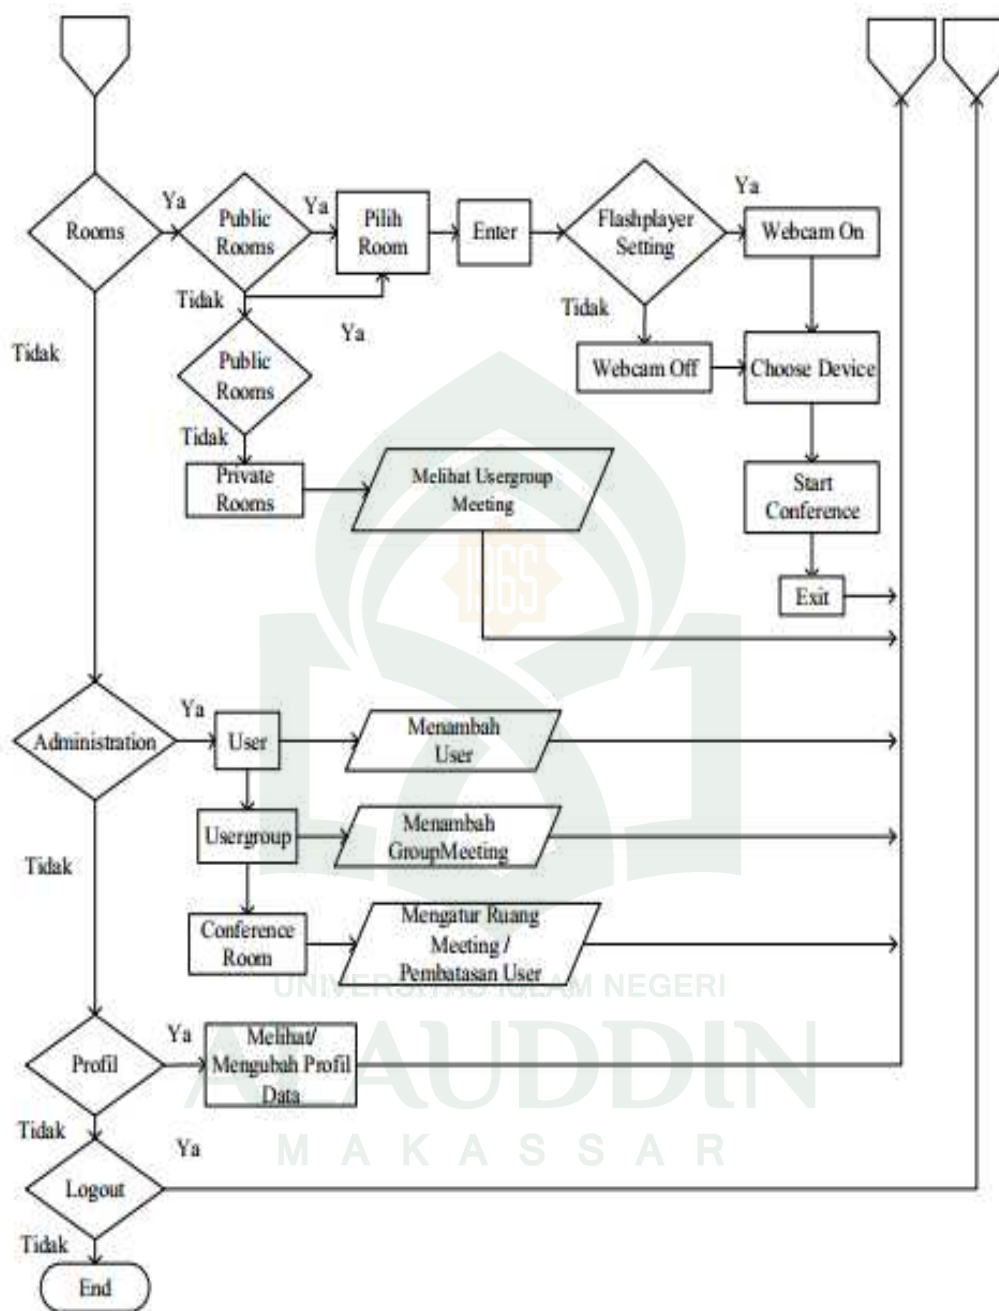 Rooms
Ya
Public
Rooms
Ya
Pilih
Room
Enter
Flashplayer
Setting
Ya
Webcam On
Tidak
Ya
Tidak
Tidak
Public
Rooms
Webcam Off
Choose Device
Tidak
Private
Rooms
Melihat Usergroup
Meeting
Start
Conference
1965
Exit
Administration
Ya
User
Menambah
User
Usergroup
Menambah
GroupMeeting
Tidak
Conference
Room
Mengatur Ruang
Meeting /
Pembatasan User
UNIVERSITAS ISLAM NEGERI
ALAUDDIN
MAKASSAR
Profil
Ya
Melihat/
Mengubah Profil
Data
Tidak
Ya
Logout
Tidak
End